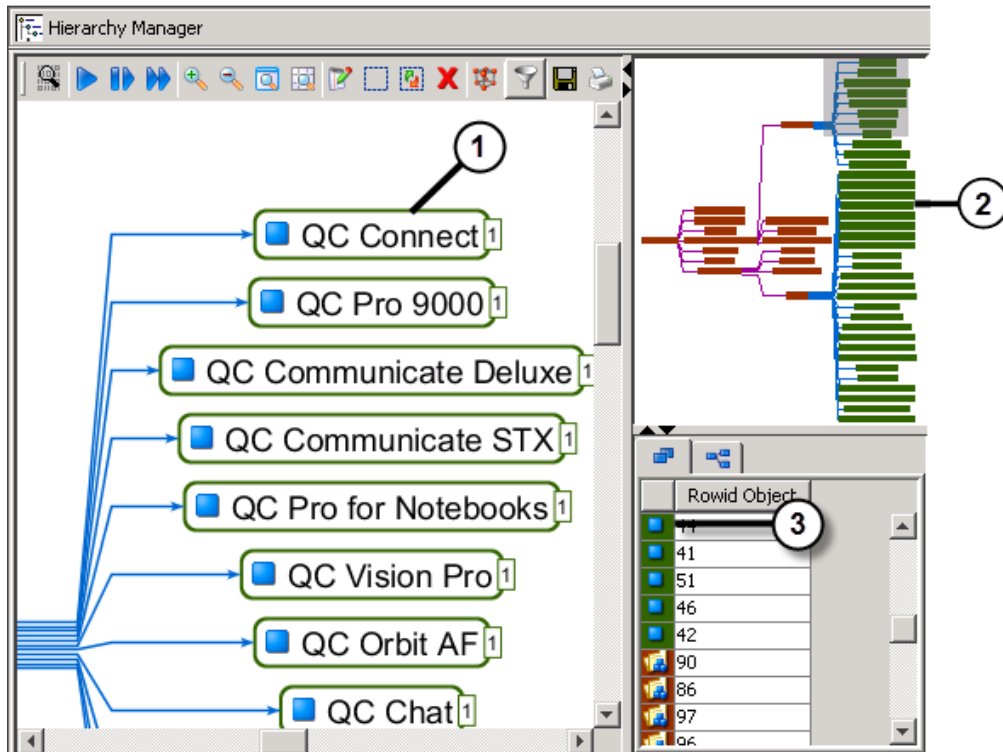 Hierarchy Manager
1
QC Connect 1
2
QC Pro 9000 1
QC Communicate Deluxe 1
QC Communicate STX 1
QC Pro for Notebooks 1
QC Vision Pro 1
QC Orbit AF 1
QC Chat 1
Rowid Object
44
3
41
51
46
42
90
86
97
96